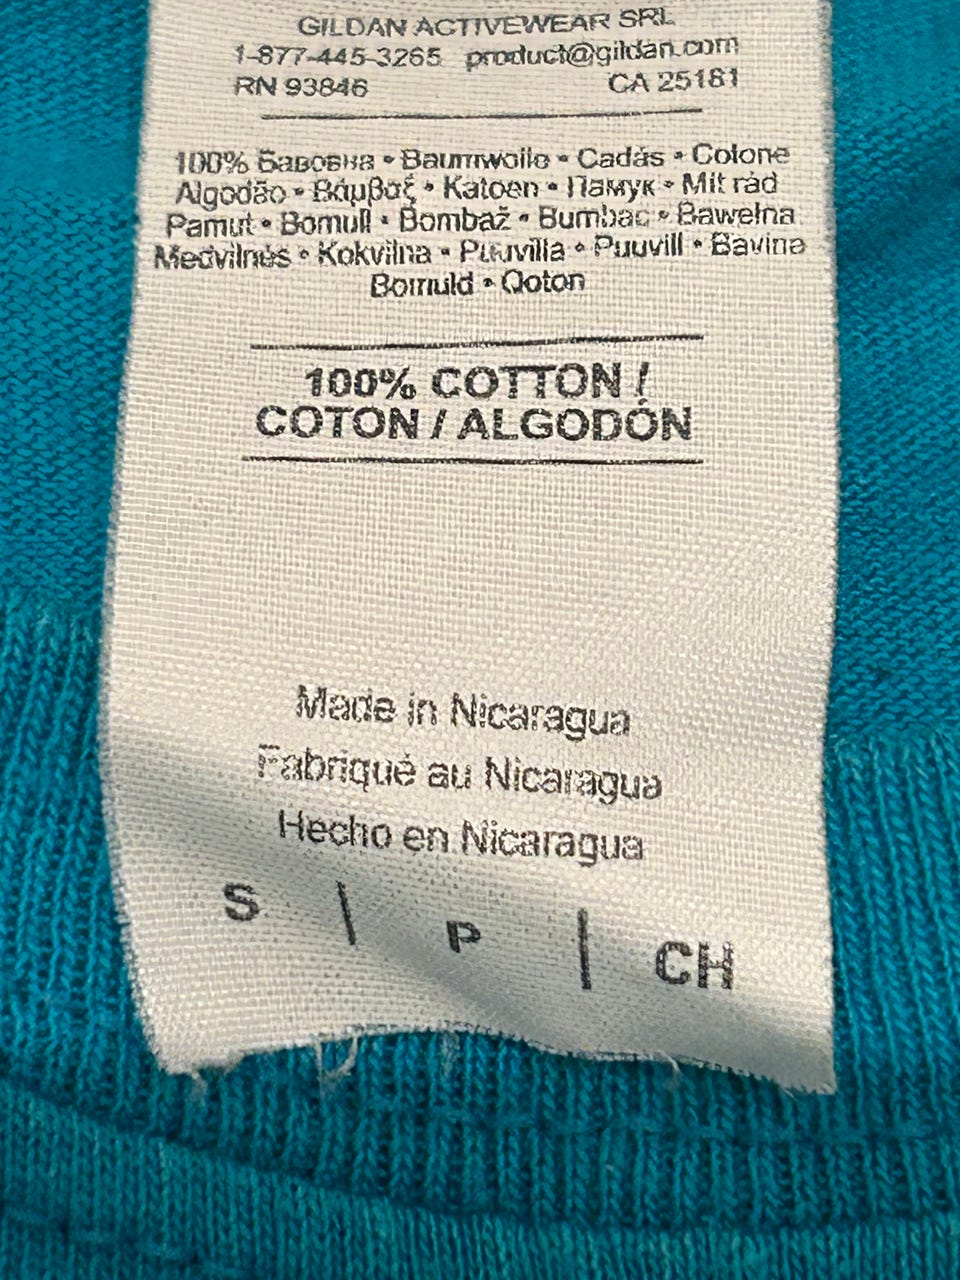 GILDAN ACTIVEWEAR SRL
1-877-445-3265 product@gildan.com
RN 93846 CA 25181
100% Бавовна • Baumwolle • Cadás • Cotone
Algodão • Βάμβαξ • Katoen • Памук • Mit rád
Pamut • Bomull • Bombaž • Bumbac • Bawełna
Medvilnės • Kokvilna • Puuvilla • Puuvill • Bavlna
Bomuld • Qoton
100% COTTON /
COTON / ALGODÓN
Made in Nicaragua
Fabriqué au Nicaragua
Hecho en Nicaragua
S | P | CH